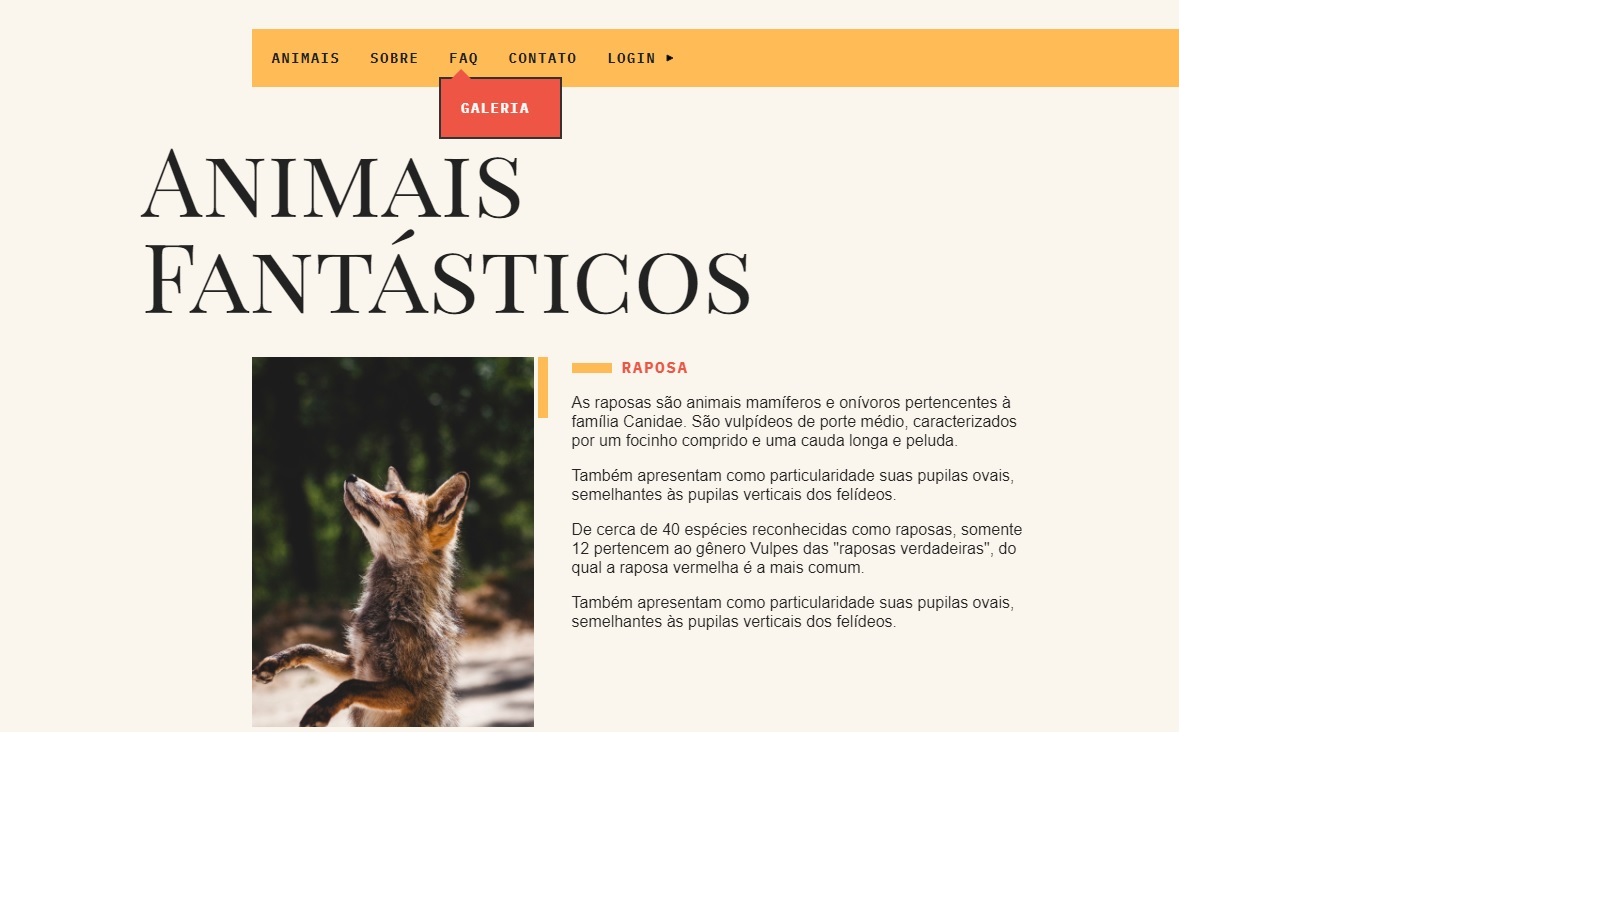 ANIMAIS SOBRE FAQ CONTATO LOGIN ▸
GALERIA
ANIMAIS
FANTÁSTICOS
RAPOSA
As raposas são animais mamíferos e onívoros pertencentes à
família Canidae. São vulpídeos de porte médio, caracterizados
por um focinho comprido e uma cauda longa e peluda.
Também apresentam como particularidade suas pupilas ovais,
semelhantes às pupilas verticais dos felídeos.
De cerca de 40 espécies reconhecidas como raposas, somente
12 pertencem ao gênero Vulpes das "raposas verdadeiras", do
qual a raposa vermelha é a mais comum.
Também apresentam como particularidade suas pupilas ovais,
semelhantes às pupilas verticais dos felídeos.